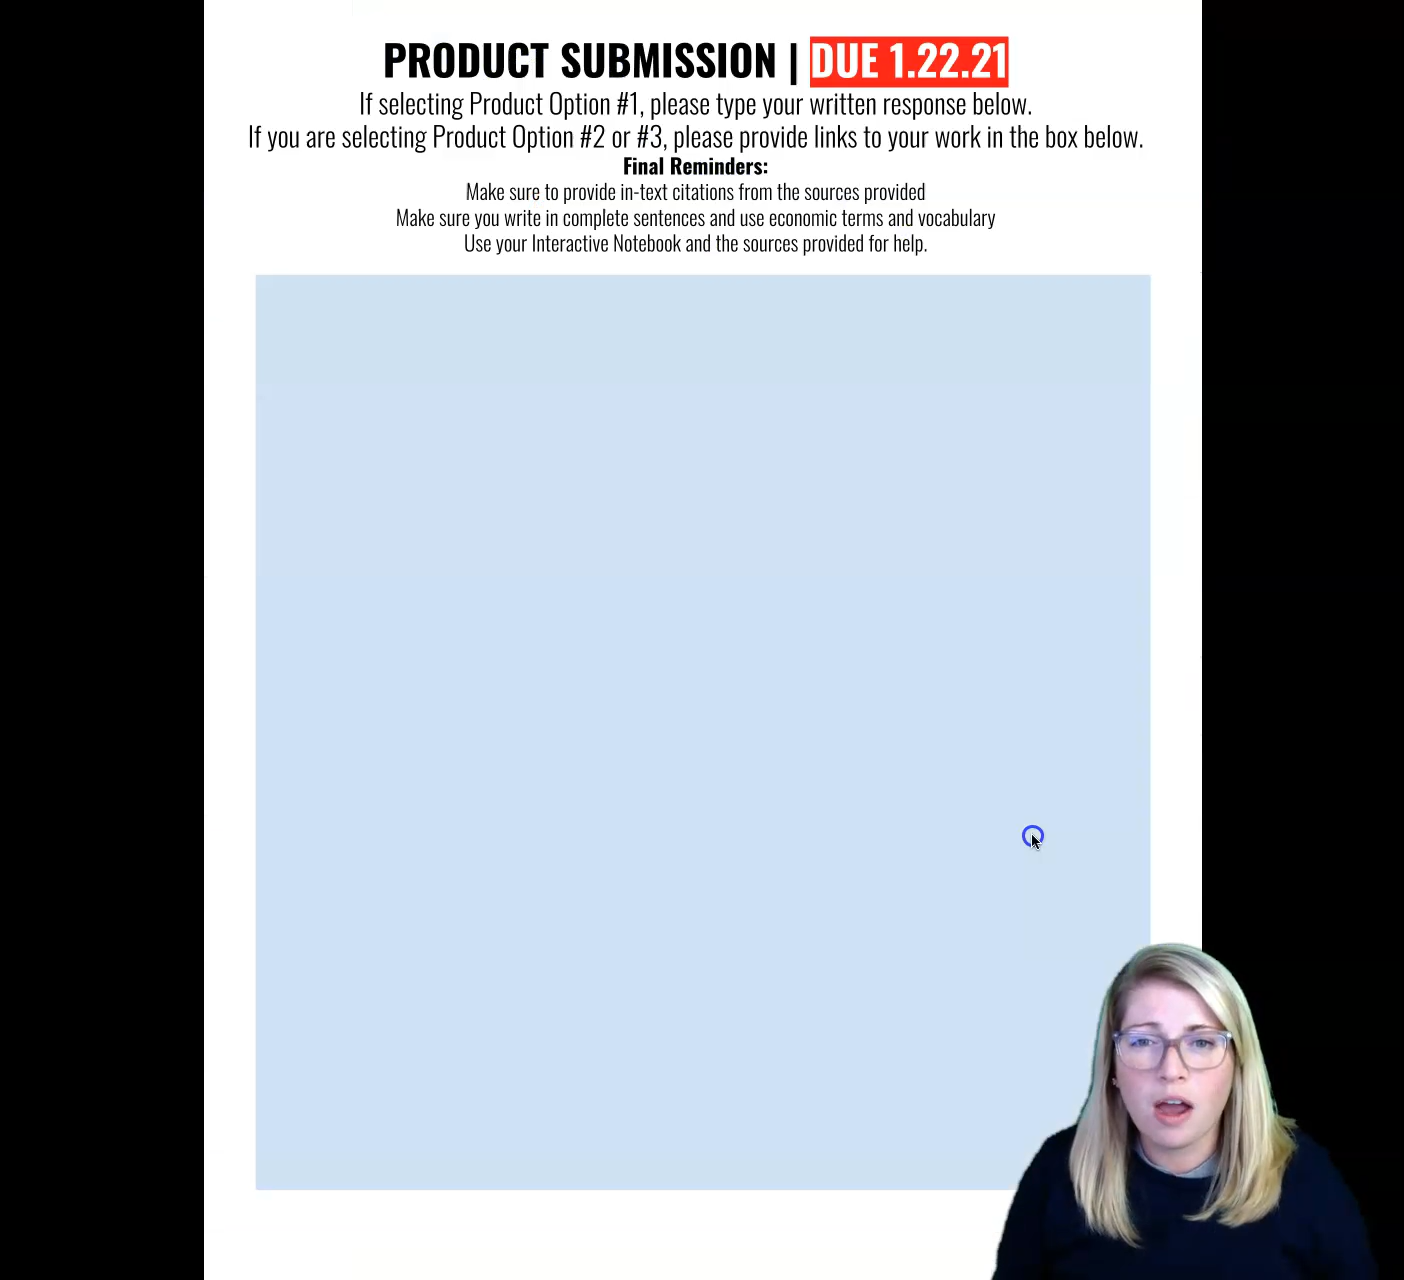 PRODUCT SUBMISSION | DUE 1.22.21
If selecting Product Option #1, please type your written response below.
If you are selecting Product Option #2 or #3, please provide links to your work in the box below.
Final Reminders:
Make sure to provide in-text citations from the sources provided
Make sure you write in complete sentences and use economic terms and vocabulary
Use your Interactive Notebook and the sources provided for help.